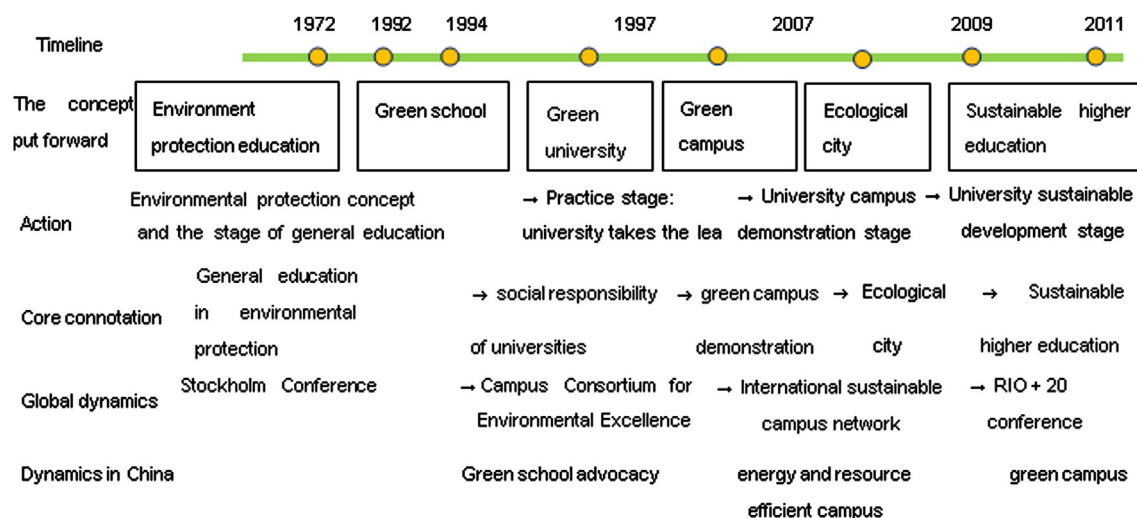 1972 1992 1994 1997 2007 2009 2011
Timeline
The concept put forward
Environment protection education
Green school
Green university
Green campus
Ecological city
Sustainable higher education
Action
Environmental protection concept and the stage of general education
→ Practice stage: university takes the lea
→ University campus demonstration stage
→ University sustainable development stage
Core connotation
General education in environmental protection
→ social responsibility of universities
→ green campus demonstration
→ Ecological city
→ Sustainable higher education
Global dynamics
Stockholm Conference
→ Campus Consortium for Environmental Excellence
→ International sustainable campus network
→ RIO + 20 conference
Dynamics in China
Green school advocacy
energy and resource efficient campus
green campus